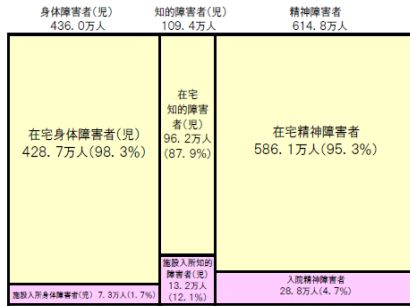 身体障害者(児)
436.0万人
知的障害者(児)
109.4万人
精神障害者
614.8万人
在宅身体障害者(児)
428.7万人(98.3%)
在宅
知的障害
者(児)
96.2万人
(87.9%)
在宅精神障害者
586.1万人(95.3%)
施設入所身体障害者(児) 7.3万人(1.7%)
施設入所知的
障害者(児)
13.2万人
(12.1%)
入院精神障害者
28.8万人(4.7%)